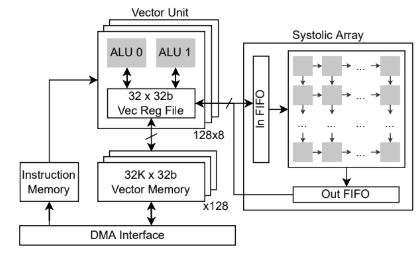 Vector Unit
Systolic Array
ALU 0
ALU 1
32 x 32b
Vec Reg File
128x8
In FIFO
...
...
...
...
...
Out FIFO
Instruction
Memory
32K x 32b
Vector Memory
x128
DMA Interface